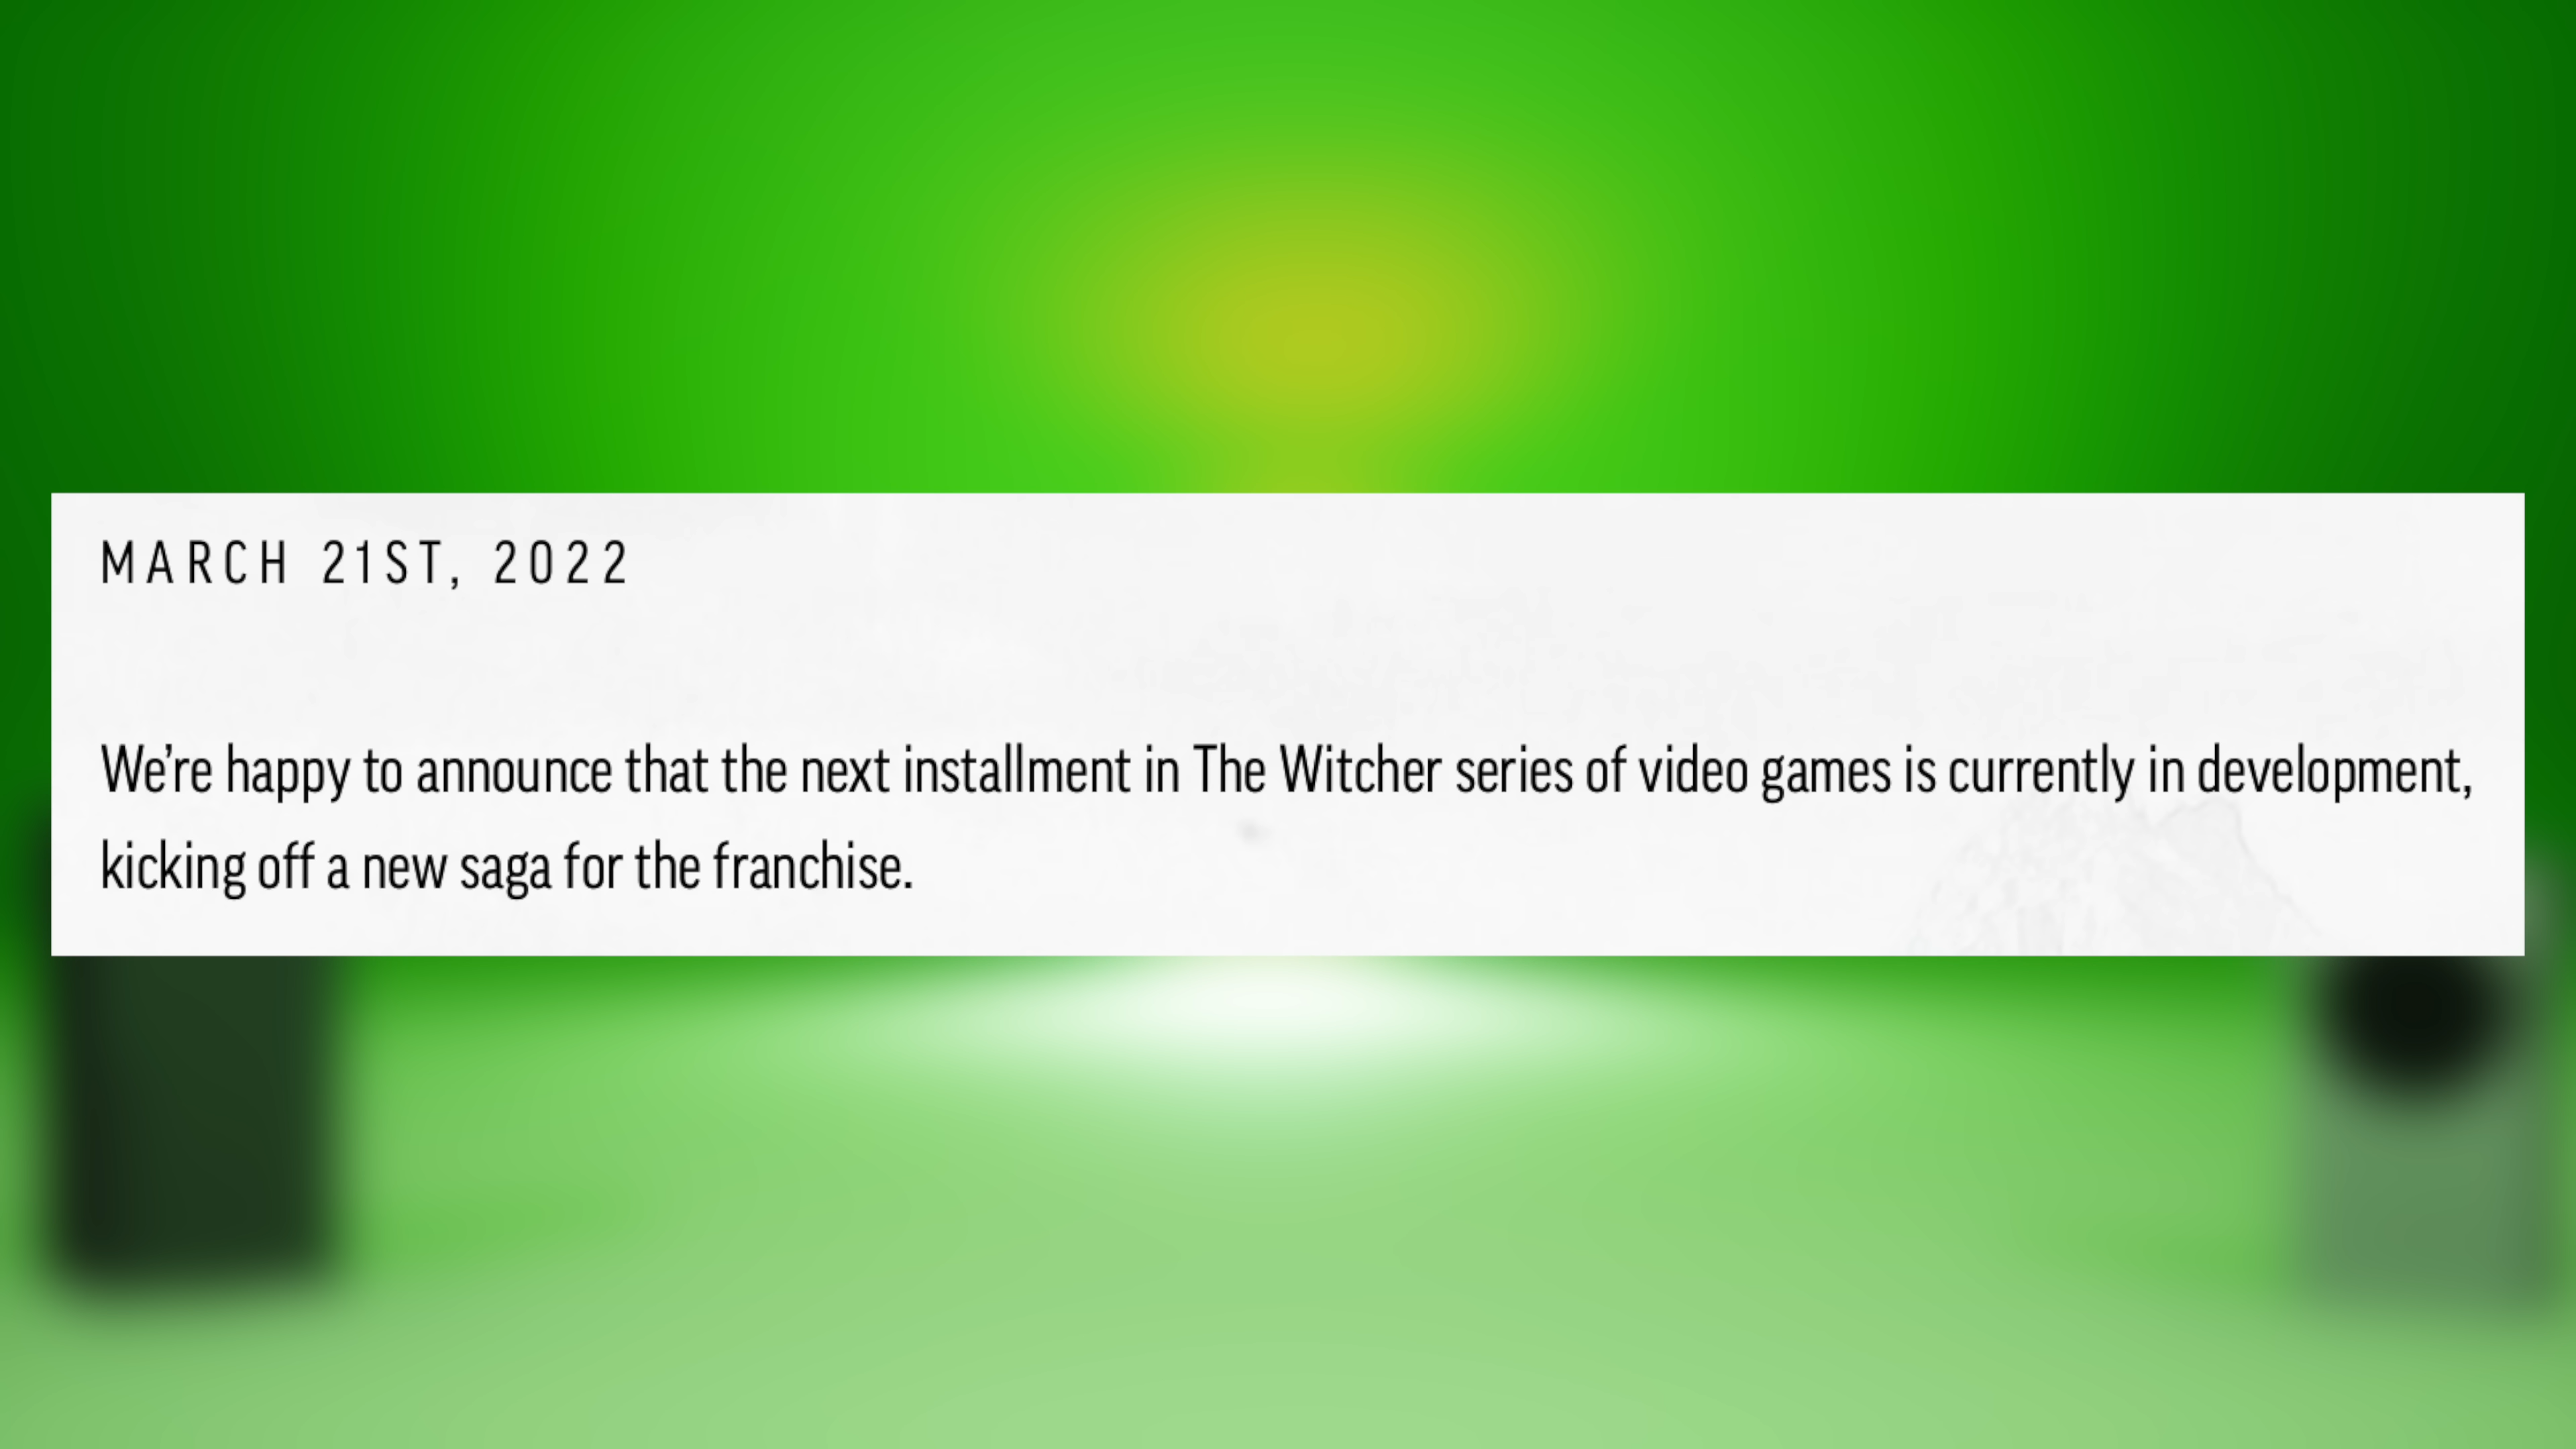 MARCH 21ST, 2022
We’re happy to announce that the next installment in The Witcher series of video games is currently in development,
kicking off a new saga for the franchise.